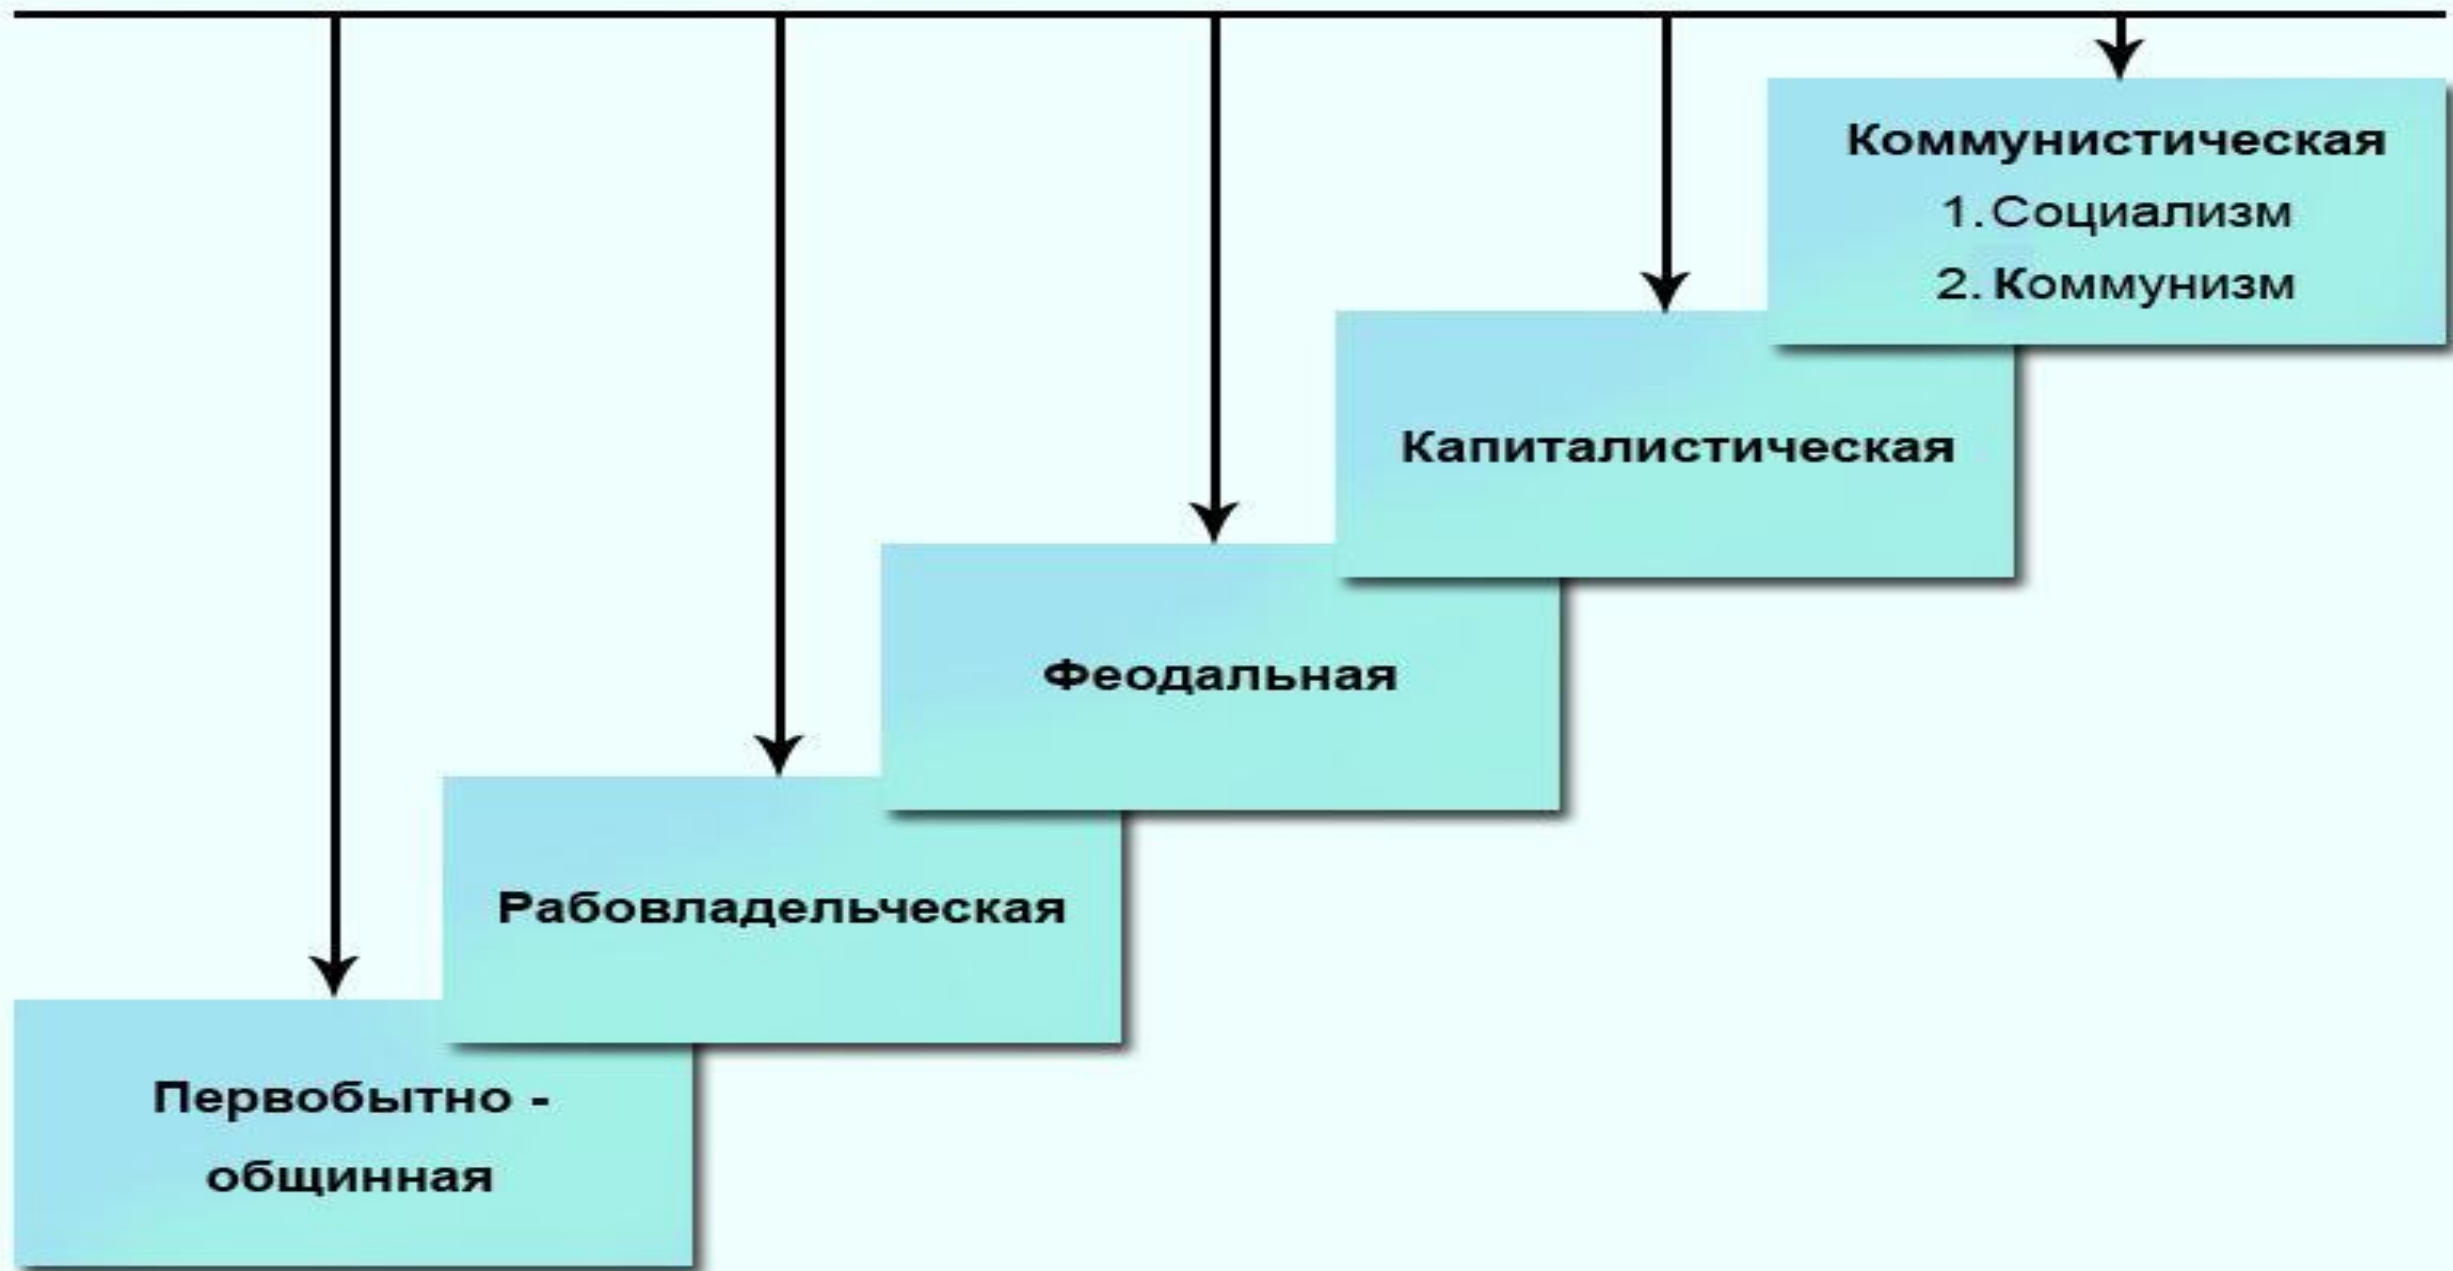 Коммунистическая
1.Социализм
2. Коммунизм
Капиталистическая
Феодальная
Рабовладельческая
Первобытно -
общинная